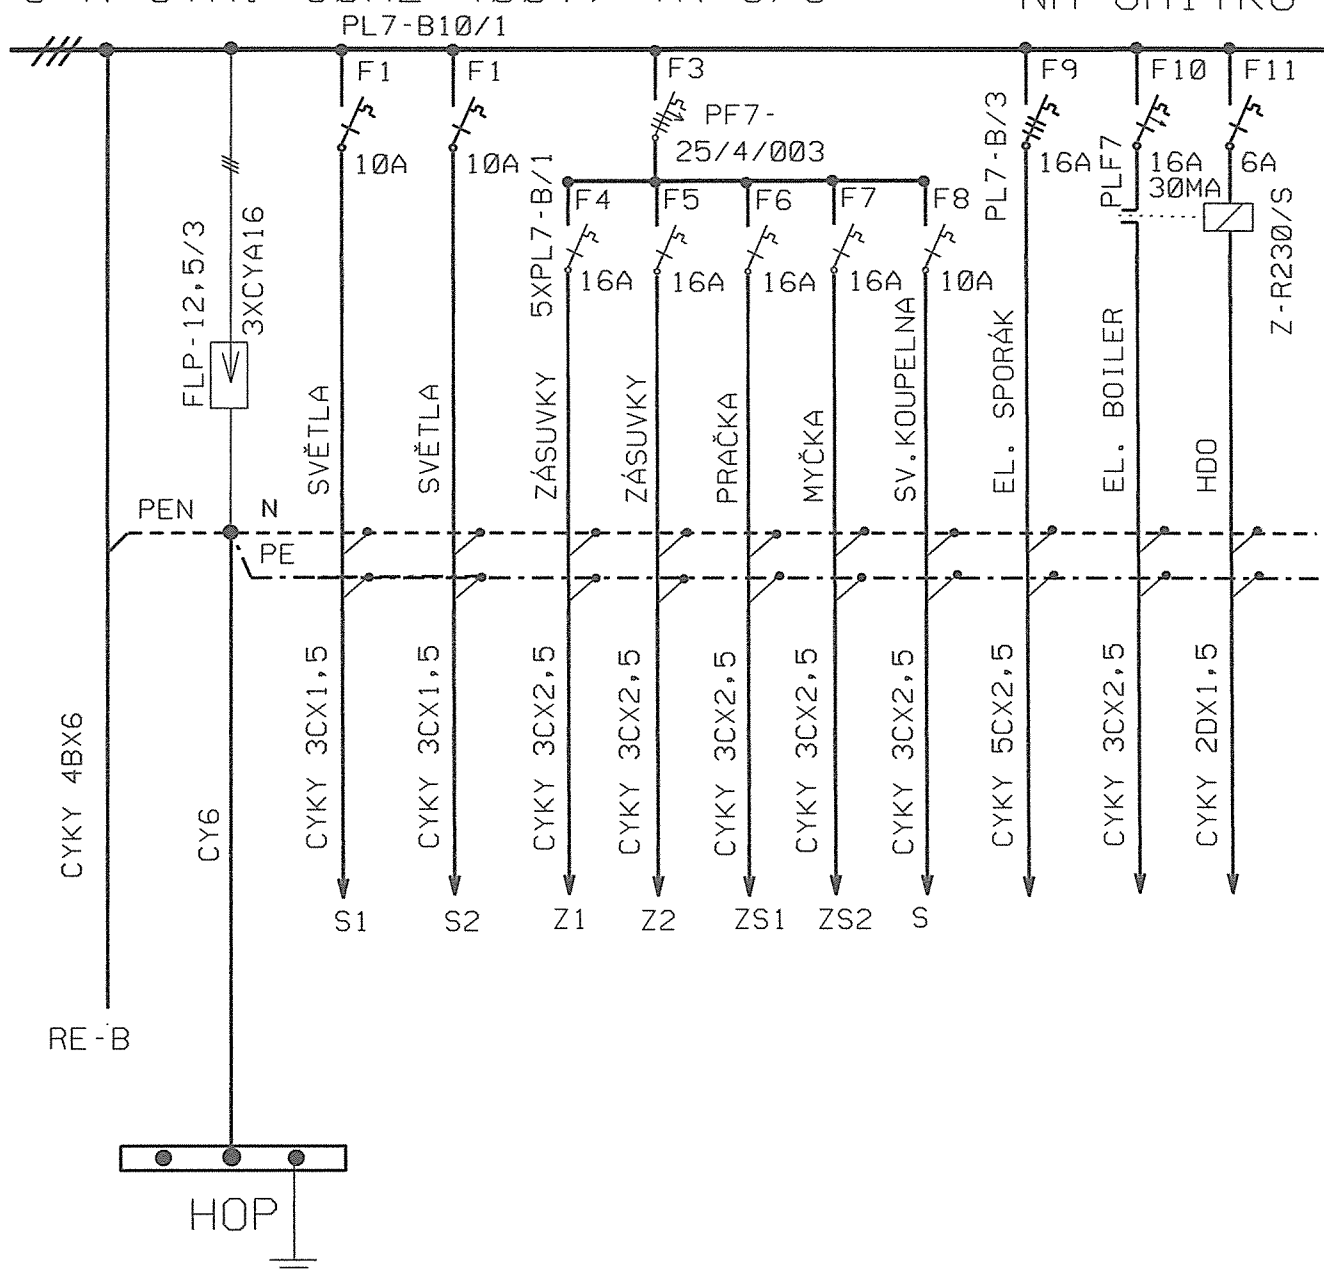 PL7-B10/1
F1
F1
F3
F9
F10
F11
10A
10A
PF7-
25/4/003
PL7-B/3
16A
PLF7
16A
30MA
6A
Z-R230/S
5XPL7-B/1
F4
F5
F6
F7
F8
16A
16A
16A
16A
10A
FLP-12,5/3
3XCYA16
SVĚTLA
SVĚTLA
ZÁSUVKY
ZÁSUVKY
PRAČKA
MYČKA
SV.KOUPELNA
EL. SPORÁK
EL. BOILER
HDO
PEN
N
PE
CYKY 4BX6
CY6
CYKY 3CX1,5
CYKY 3CX1,5
CYKY 3CX2,5
CYKY 3CX2,5
CYKY 3CX2,5
CYKY 3CX2,5
CYKY 3CX2,5
CYKY 5CX2,5
CYKY 3CX2,5
CYKY 2DX1,5
S1
S2
Z1
Z2
ZS1
ZS2
S
RE-B
HOP